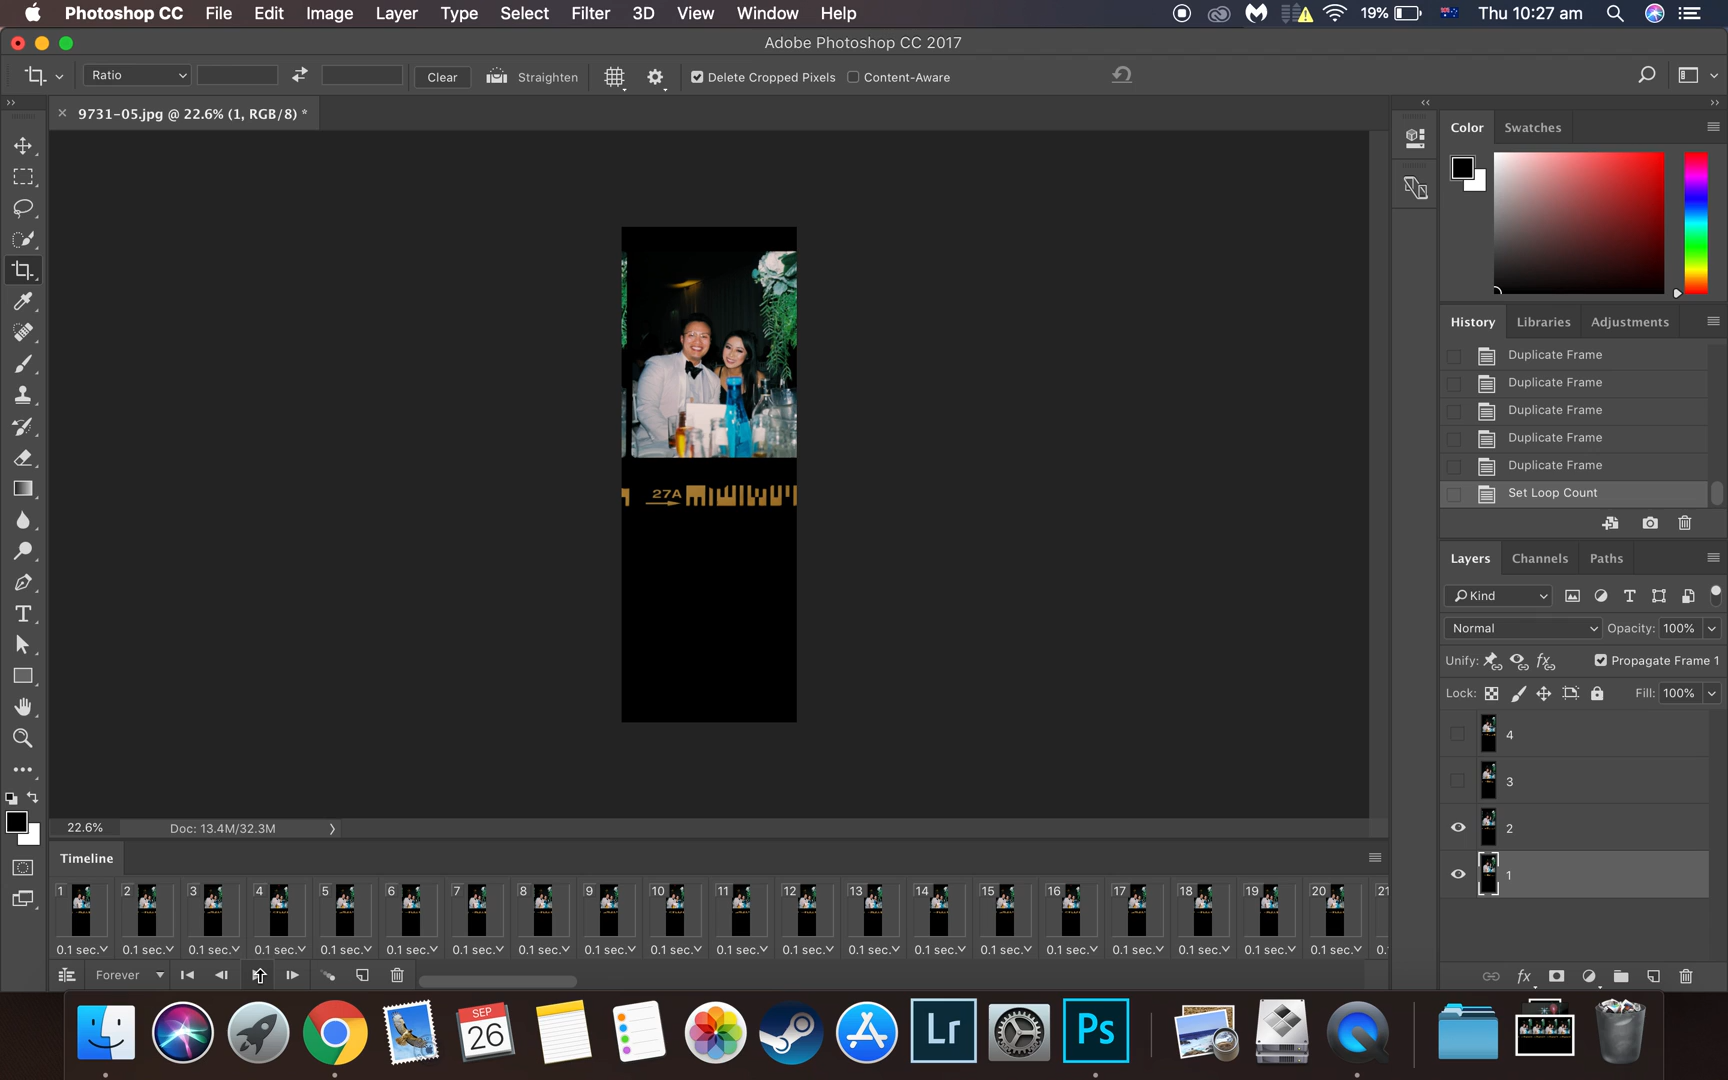 Photoshop CC File Edit Image Layer Type Select Filter 3D View Window Help 19% Thu 10:27 am
Adobe Photoshop CC 2017
Ratio Clear Straighten Delete Cropped Pixels Content-Aware
9731-05.jpg @ 22.6% (1, RGB/8) *
Color Swatches
27A
History Libraries Adjustments
Duplicate Frame
Duplicate Frame
Duplicate Frame
Duplicate Frame
Duplicate Frame
Set Loop Count
Layers Channels Paths
Kind
Normal Opacity: 100%
Unify: Propagate Frame 1
Lock: Fill: 100%
4
3
2
1
22.6% Doc: 13.4M/32.3M
Timeline
1 2 3 4 5 6 7 8 9 10 11 12 13 14 15 16 17 18 19 20 21
0.1 sec. 0.1 sec. 0.1 sec. 0.1 sec. 0.1 sec. 0.1 sec. 0.1 sec. 0.1 sec. 0.1 sec. 0.1 sec. 0.1 sec. 0.1 sec. 0.1 sec. 0.1 sec. 0.1 sec. 0.1 sec. 0.1 sec. 0.1 sec. 0.1 sec. 0.1 sec. 0.1
Forever
SEP
26
Lr
Ps